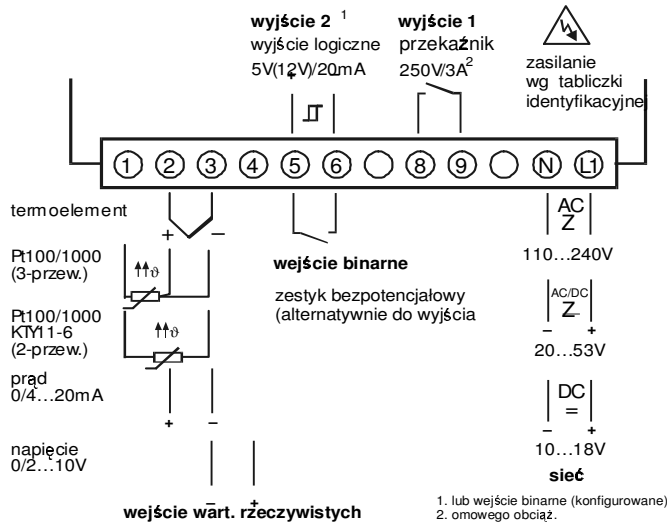 wyjście 2 ¹
wyjście logiczne
5V(12V)/20mA
+ –
wyjście 1
przekaźnik
250V/3A²
zasilanie
wg tabliczki
identyfikacyjnej
1 2 3 4 5 6 8 9 N L1
termoelement
+ –
Pt100/1000
(3-przew.)
ϑ
Pt100/1000
KTY11-6
(2-przew.)
ϑ
prąd
0/4...20mA
+ –
napięcie
0/2...10V
– +
wejście wart. rzeczywistych
wejście binarne
zestyk bezpotencjałowy
(alternatywnie do wyjścia
AC
110...240V
AC/DC
– +
20...53V
DC
=
– +
10...18V
sieć
1. lub wejście binarne (konfigurowane)
2. omowego obciąż.